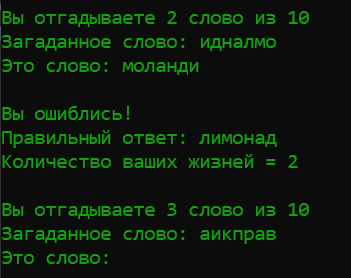 Вы отгадываете 2 слово из 10
Загаданное слово: идналмо
Это слово: моланди
Вы ошиблись!
Правильный ответ: лимонад
Количество ваших жизней = 2
Вы отгадываете 3 слово из 10
Загаданное слово: аикправ
Это слово: